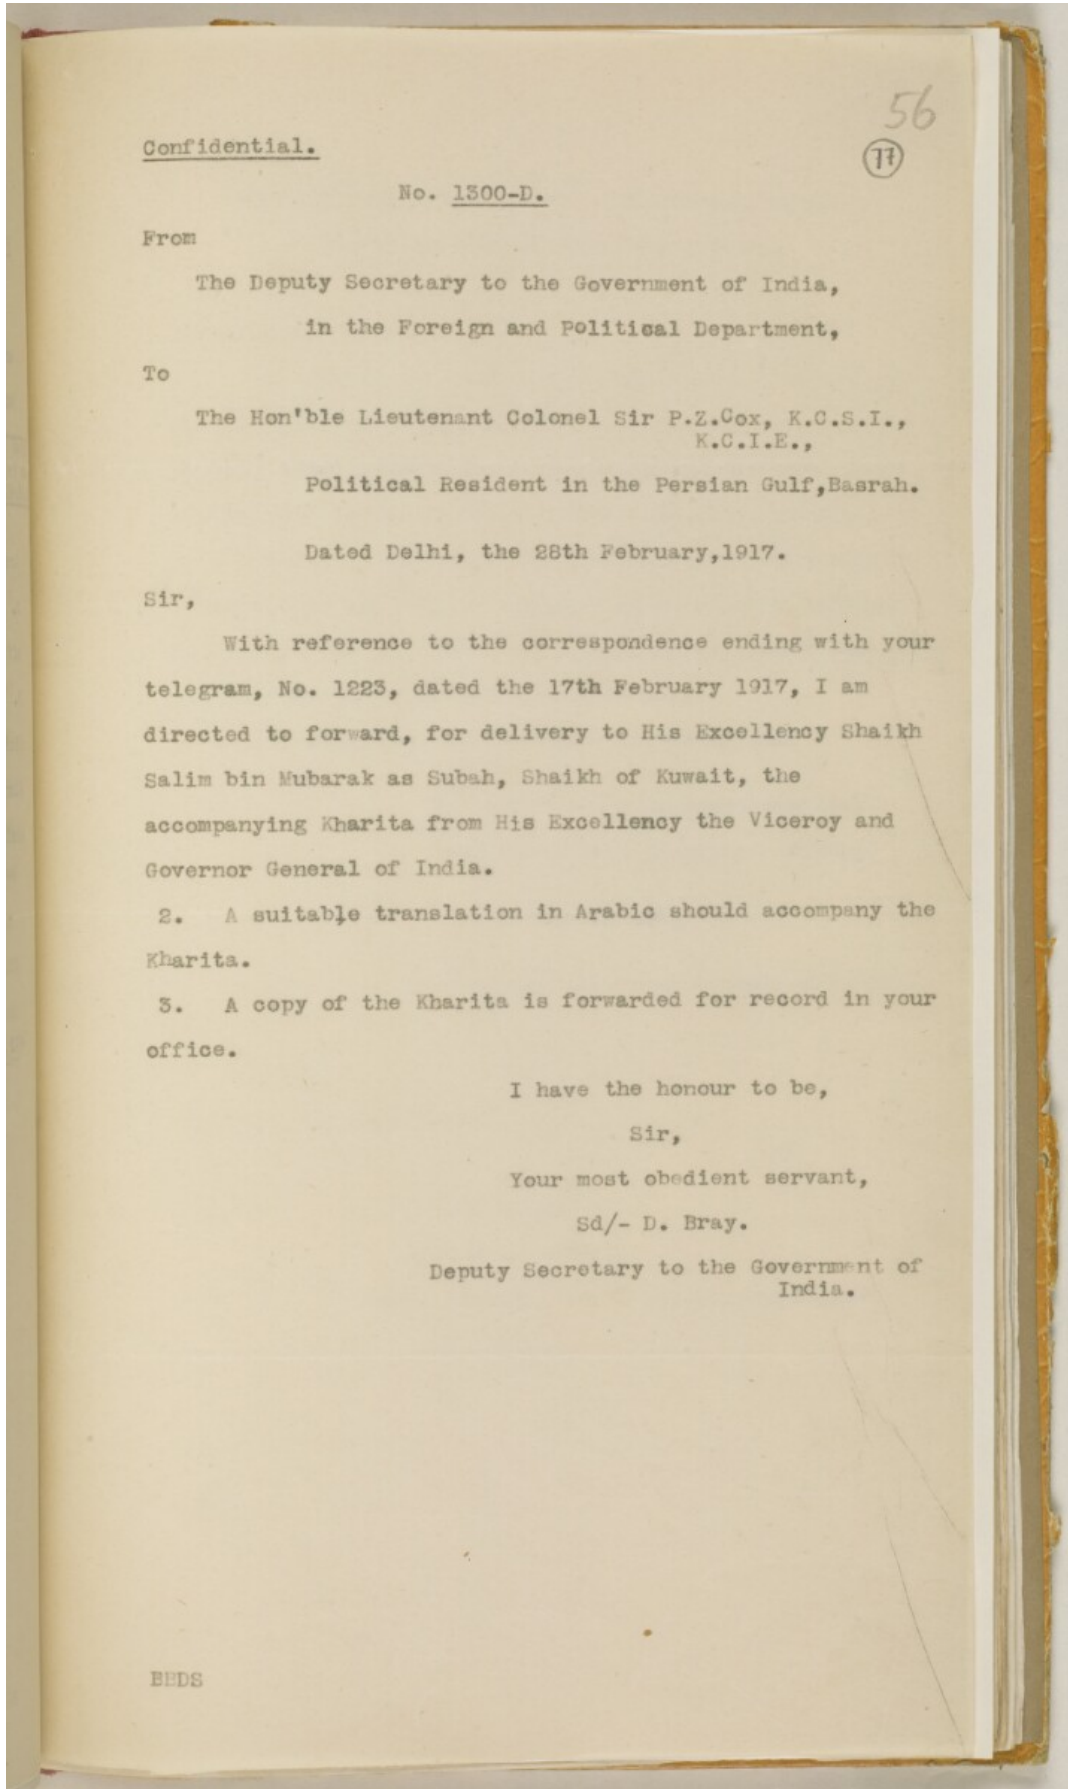 56
77
Confidential.
No. 1300-D.
From
The Deputy Secretary to the Government of India,
in the Foreign and Political Department,
To
The Hon'ble Lieutenant Colonel Sir P.Z.Cox, K.C.S.I.,
K.C.I.E.,
Political Resident in the Persian Gulf,Basrah.
Dated Delhi, the 28th February,1917.
Sir,
With reference to the correspondence ending with your
telegram, No. 1223, dated the 17th February 1917, I am
directed to forward, for delivery to His Excellency Shaikh
Salim bin Mubarak as Subah, Shaikh of Kuwait, the
accompanying Kharita from His Excellency the Viceroy and
Governor General of India.
2. A suitable translation in Arabic should accompany the
Kharita.
3. A copy of the Kharita is forwarded for record in your
office.
I have the honour to be,
Sir,
Your most obedient servant,
Sd/- D. Bray.
Deputy Secretary to the Government of
India.